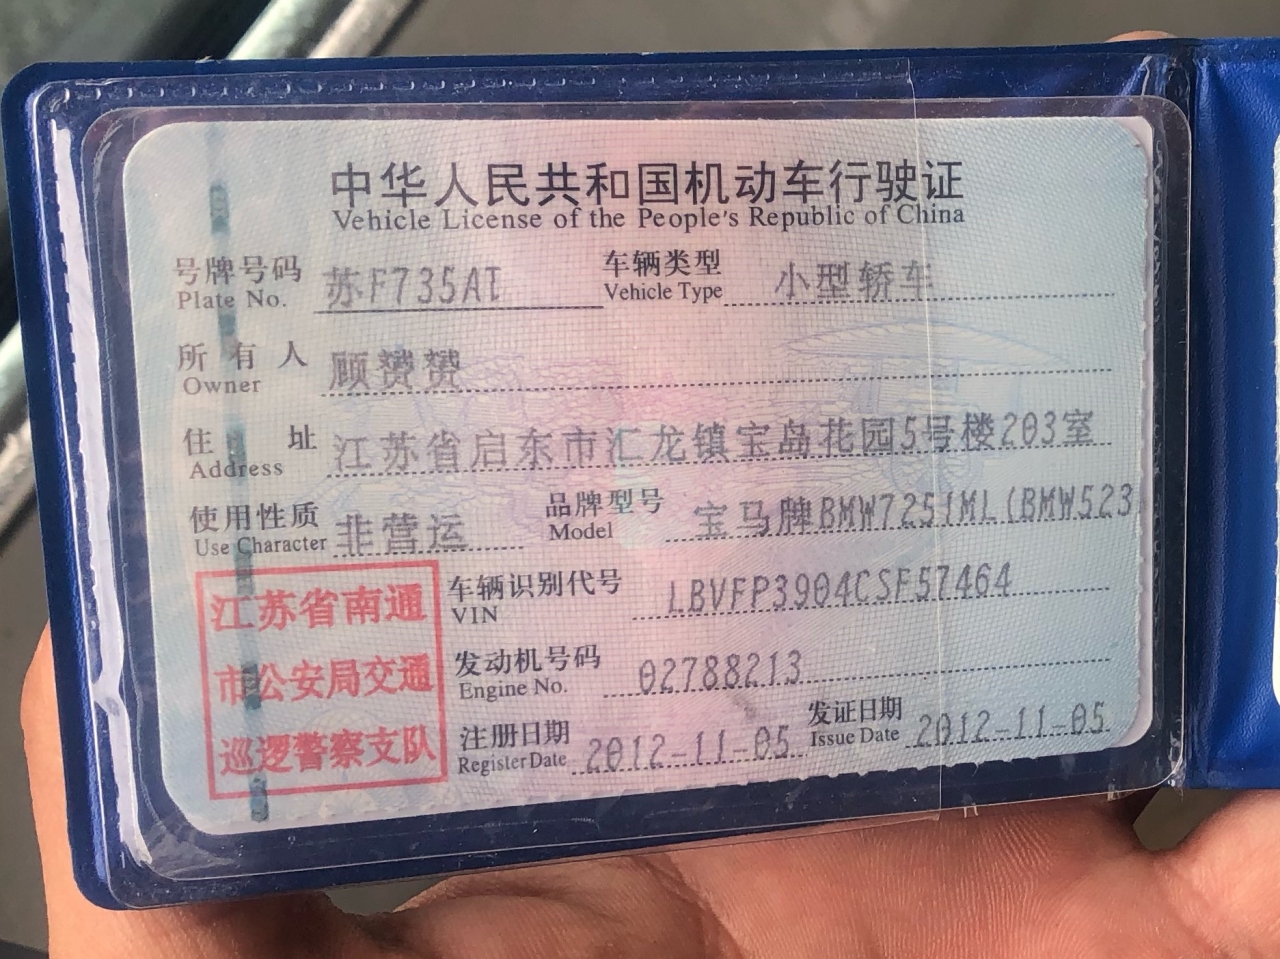 中华人民共和国机动车行驶证
Vehicle License of the People's Republic of China
号牌号码 苏F735AT 车辆类型 小型轿车
Plate No. Vehicle Type
所有人 顾赟赟
Owner
住址 江苏省启东市汇龙镇宝岛花园5号楼203室
Address
使用性质 非营运 品牌型号 宝马牌BMW7251ML(BMW523
Use Character Model
江苏省南通
市公安局交通
巡逻警察支队
车辆识别代号 LBVFP3904CSF57464
VIN
发动机号码 02788213
Engine No.
注册日期 2012-11-05 发证日期 2012-11-05
Register Date Issue Date